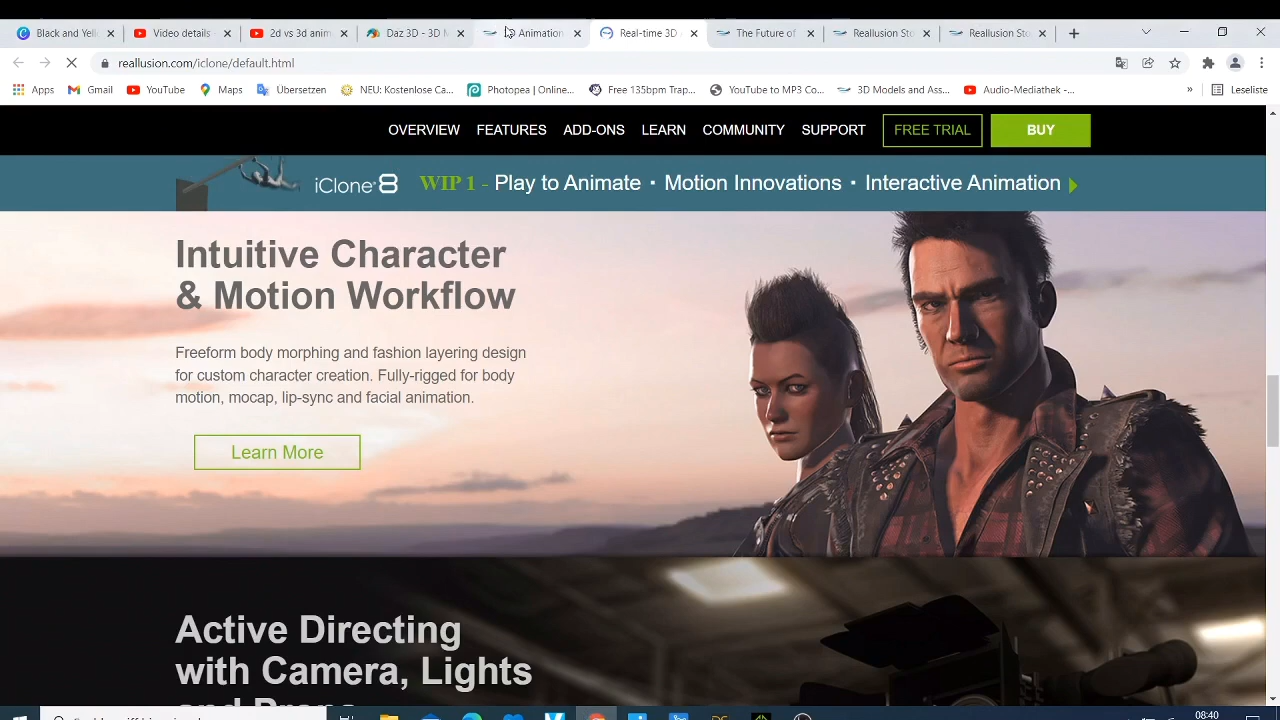 Black and Yell
Video details
2d vs 3d anim
Daz 3D - 3D M
Animation
Real-time 3D
The Future of
Reallusion Sto
Reallusion Sto
reallusion.com/iclone/default.html
Apps
Gmail
YouTube
Maps
Übersetzen
NEU: Kostenlose Ca...
Photopea | Online...
Free 135bpm Trap...
YouTube to MP3 Co...
3D Models and Ass...
Audio-Mediathek -...
»
Leseliste
OVERVIEW
FEATURES
ADD-ONS
LEARN
COMMUNITY
SUPPORT
FREE TRIAL
BUY
iClone 8 WIP 1 - Play to Animate · Motion Innovations · Interactive Animation
Intuitive Character
& Motion Workflow
Freeform body morphing and fashion layering design
for custom character creation. Fully-rigged for body
motion, mocap, lip-sync and facial animation.
Learn More
Active Directing
with Camera, Lights
and Props
08:40